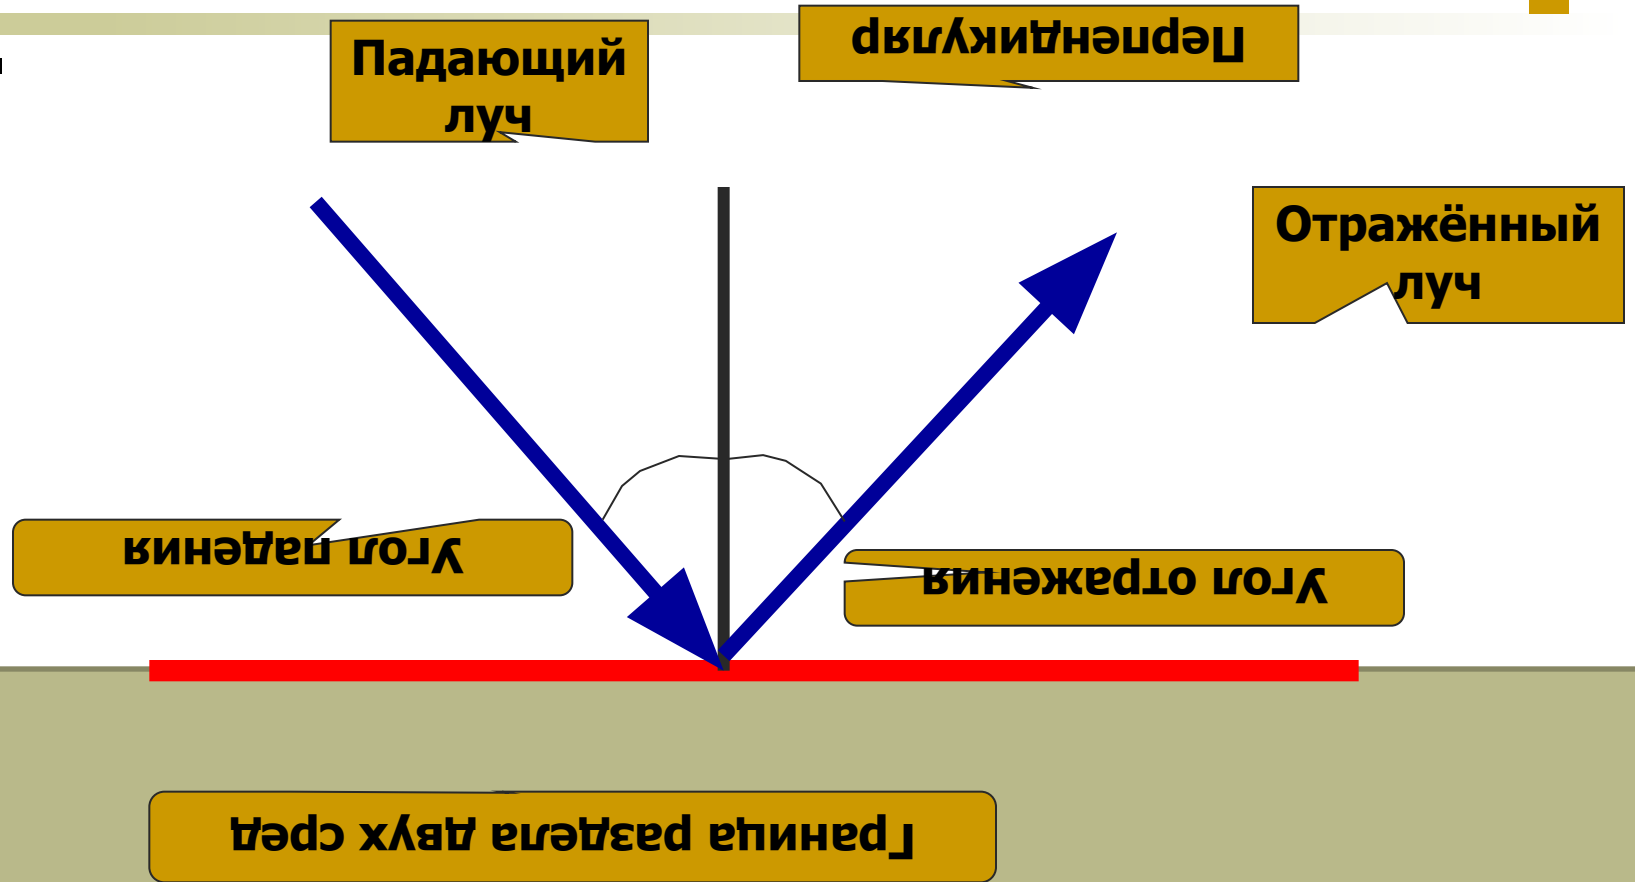 Падающий
луч
Перпендикуляр
Отражённый
луч
Угол падения
Угол отражения
Граница раздела двух сред